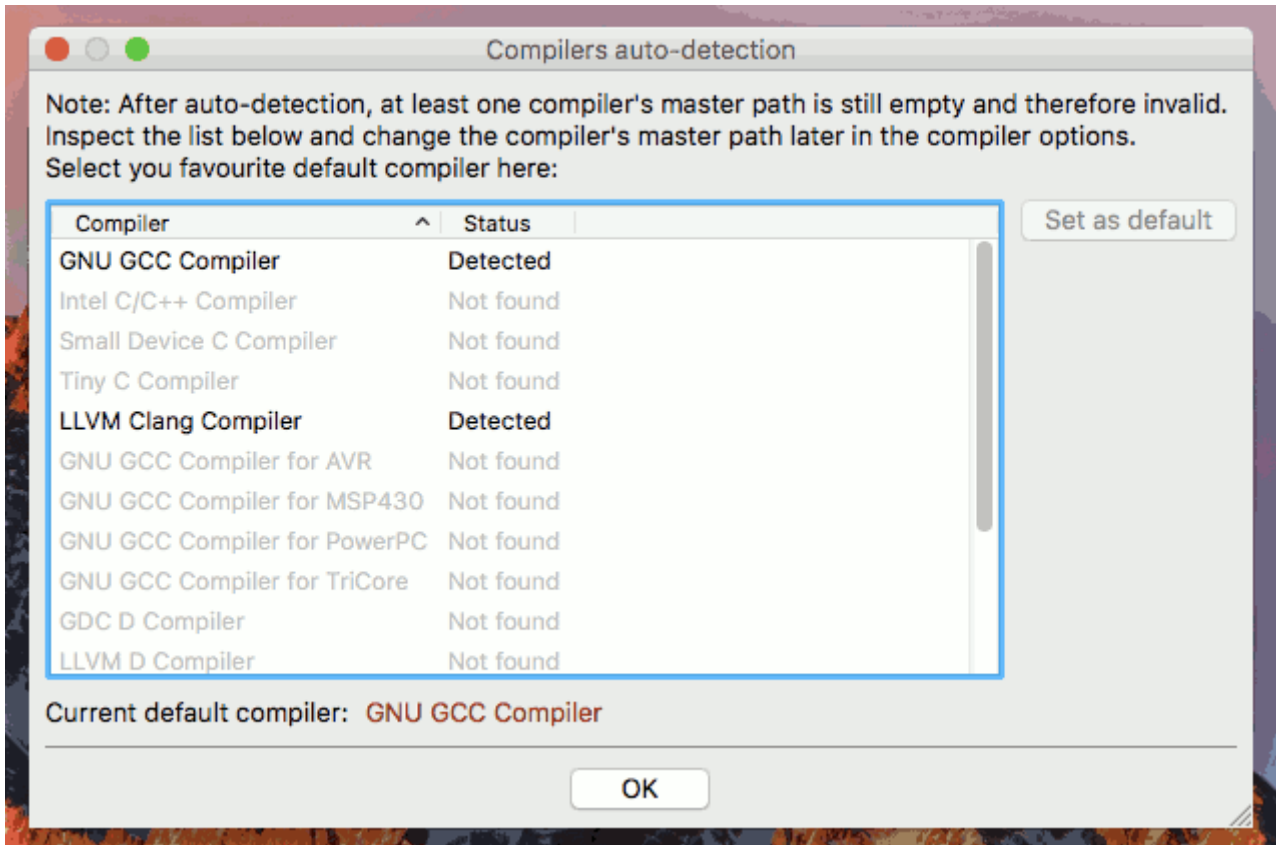 Compilers auto-detection
Note: After auto-detection, at least one compiler's master path is still empty and therefore invalid.
Inspect the list below and change the compiler's master path later in the compiler options.
Select you favourite default compiler here:
Compiler Status
Set as default
GNU GCC Compiler Detected
Intel C/C++ Compiler Not found
Small Device C Compiler Not found
Tiny C Compiler Not found
LLVM Clang Compiler Detected
GNU GCC Compiler for AVR Not found
GNU GCC Compiler for MSP430 Not found
GNU GCC Compiler for PowerPC Not found
GNU GCC Compiler for TriCore Not found
GDC D Compiler Not found
LLVM D Compiler Not found
Current default compiler: GNU GCC Compiler
OK